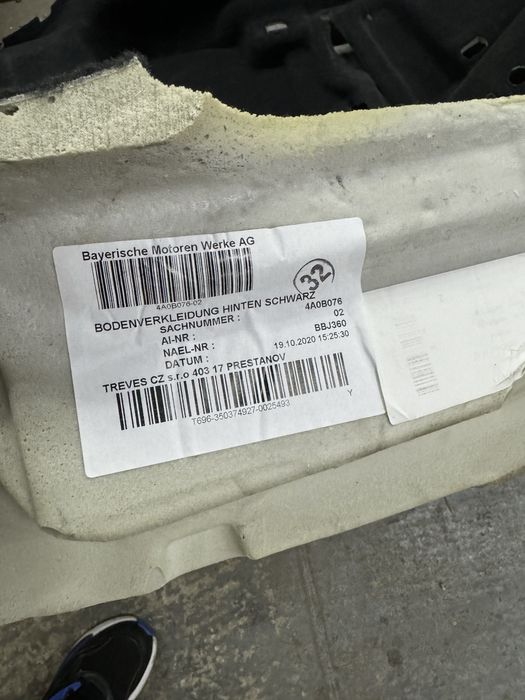 Bayerische Motoren Werke AG
4A0B076-02
32
BODENVERKLEIDUNG HINTEN SCHWARZ
SACHNUMMER : 4A0B076
AI-NR : 02
NAEL-NR : BBJ360
DATUM : 19.10.2020 15:25:30
TREVES CZ s.r.o 403 17 PRESTANOV
T696-350374927-0025493
Y